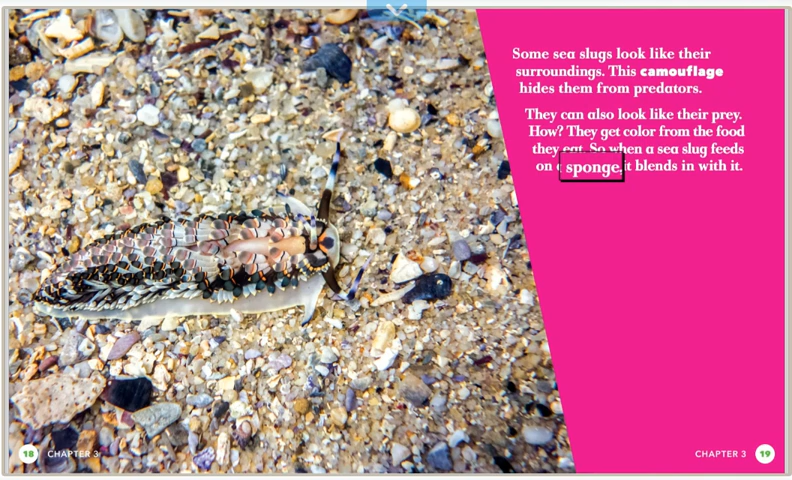 Some sea slugs look like their
surroundings. This camouflage
hides them from predators.
They can also look like their prey.
How? They get color from the food
they eat. So when a sea slug feeds
on a sponge, it blends in with it.
18 CHAPTER 3
CHAPTER 3 19